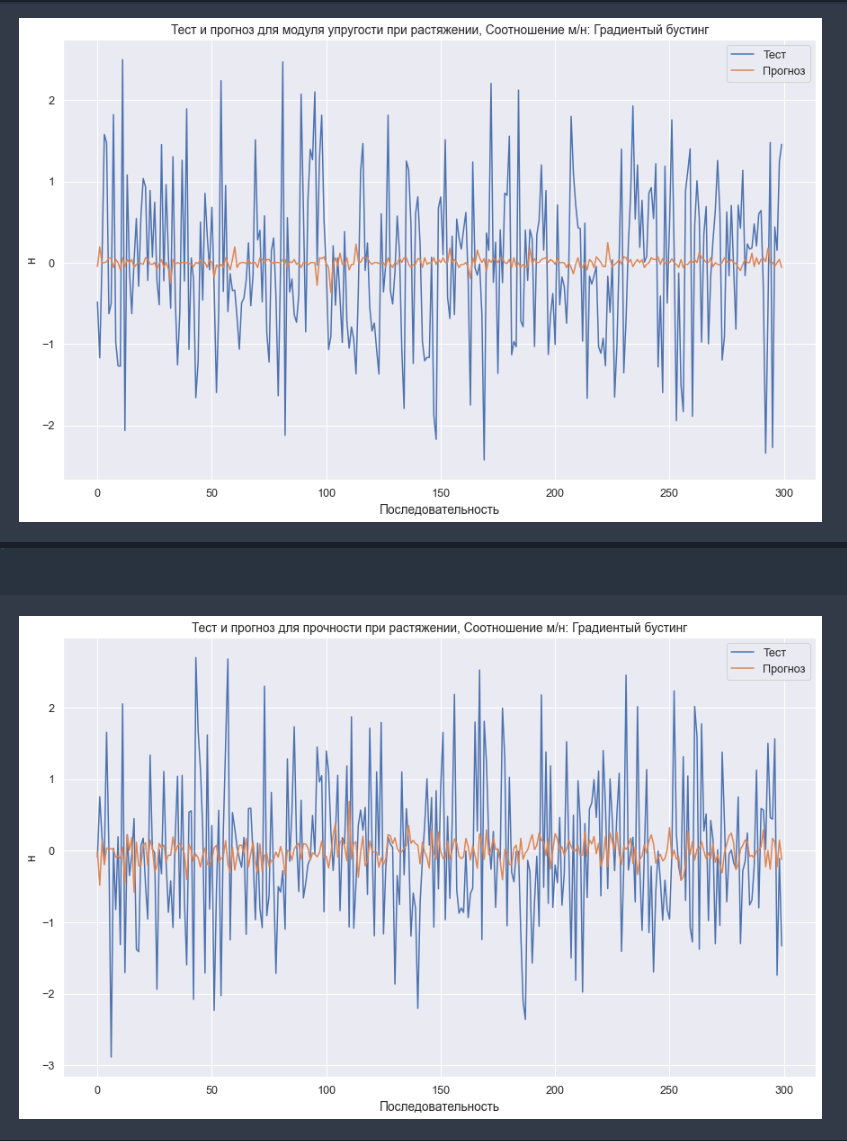 Тест и прогноз для модуля упругости при растяжении, Соотношение м/н: Градиентый бустинг
Тест
Прогноз
2
1
0
−1
−2
н
0 50 100 150 200 250 300
Последовательность
Тест и прогноз для прочности при растяжении, Соотношение м/н: Градиентый бустинг
Тест
Прогноз
2
1
0
−1
−2
−3
н
0 50 100 150 200 250 300
Последовательность